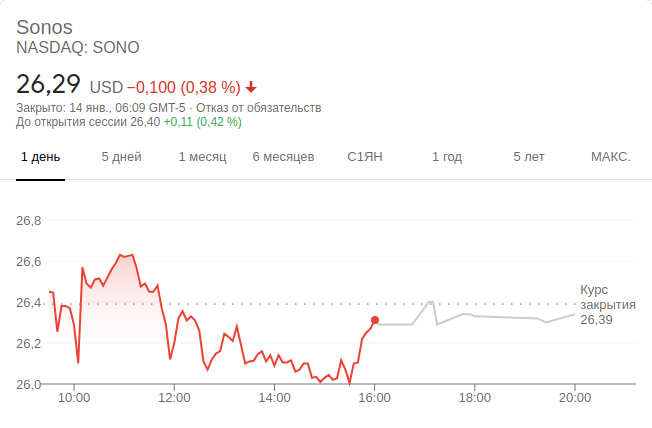 Sonos
NASDAQ: SONO
26,29 USD −0,100 (0,38 %)
Закрыто: 14 янв., 06:09 GMT-5 · Отказ от обязательств
До открытия сессии 26,40 +0,11 (0,42 %)
1 день 5 дней 1 месяц 6 месяцев С1ЯН 1 год 5 лет МАКС.
26,8
26,6
26,4
26,2
26,0
Курс
закрытия
26,39
10:00 12:00 14:00 16:00 18:00 20:00